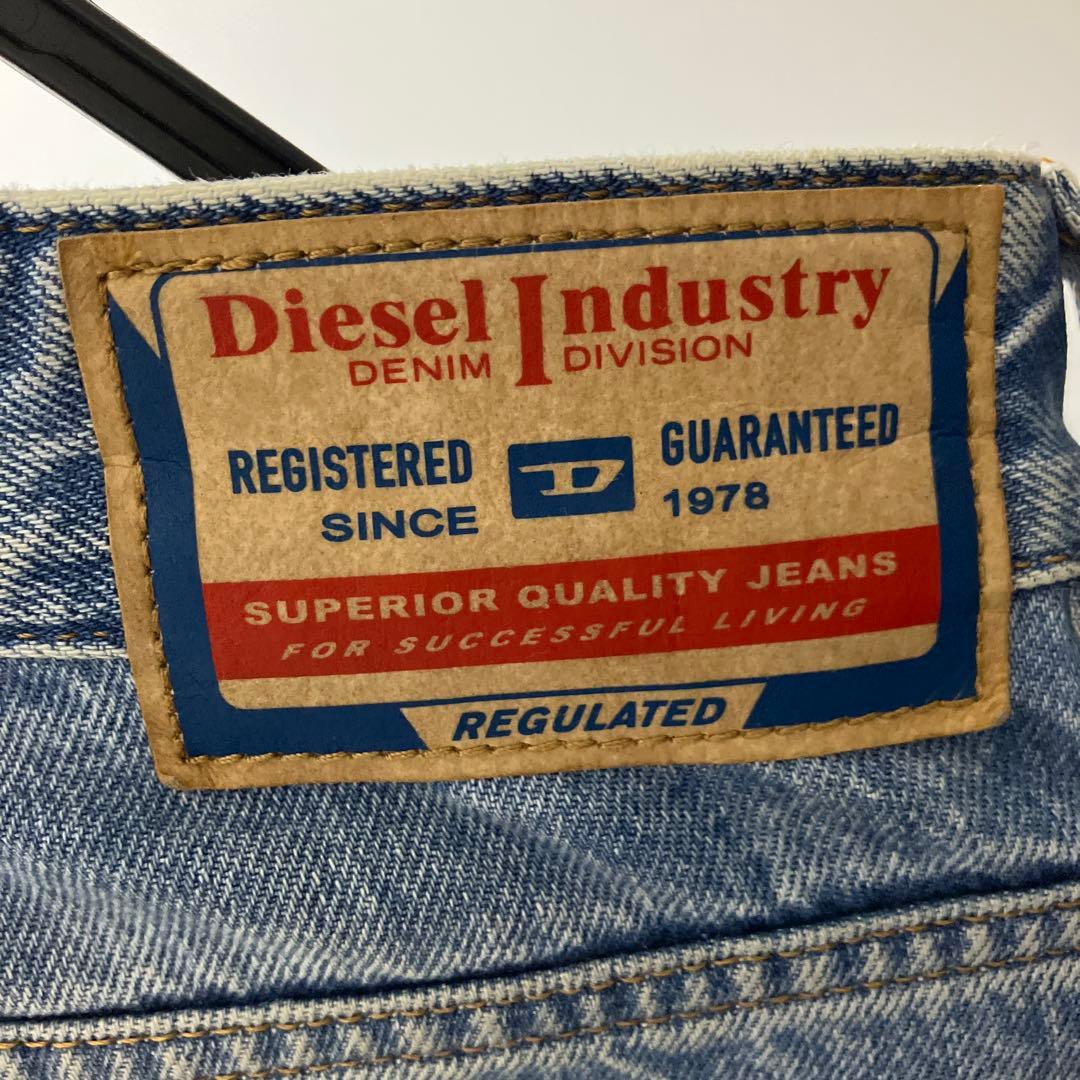 Diesel Industry
DENIM DIVISION
REGISTERED D GUARANTEED
SINCE 1978
SUPERIOR QUALITY JEANS
FOR SUCCESSFUL LIVING
REGULATED